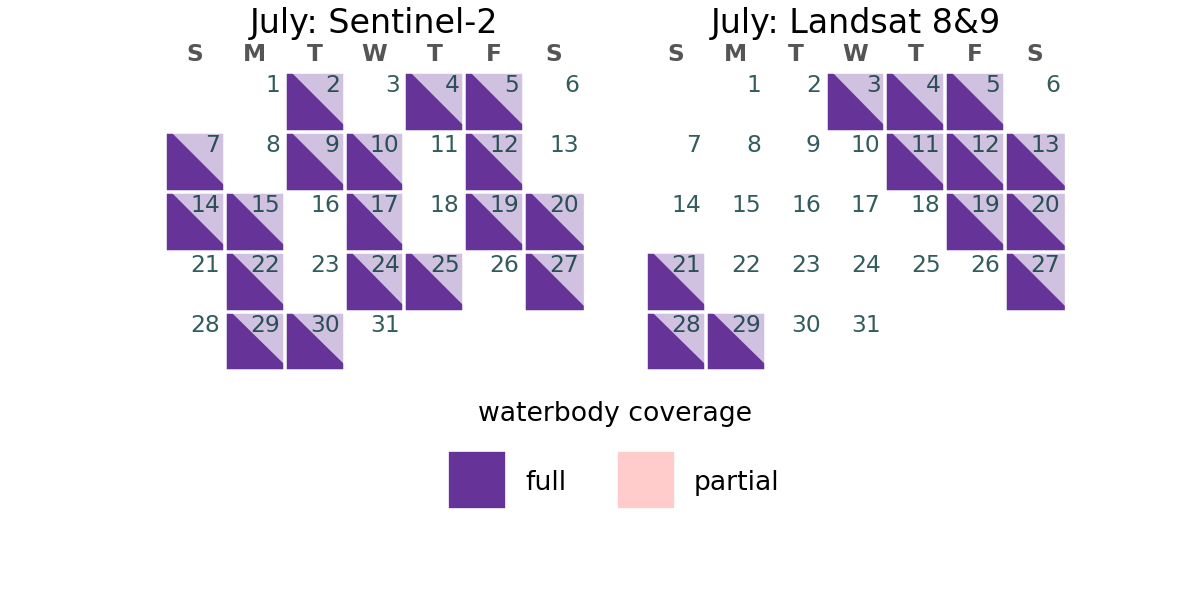 July: Sentinel-2
S M T W T F S
1 2 3 4 5 6
7 8 9 10 11 12 13
14 15 16 17 18 19 20
21 22 23 24 25 26 27
28 29 30 31
July: Landsat 8&9
S M T W T F S
1 2 3 4 5 6
7 8 9 10 11 12 13
14 15 16 17 18 19 20
21 22 23 24 25 26 27
28 29 30 31
waterbody coverage
full partial